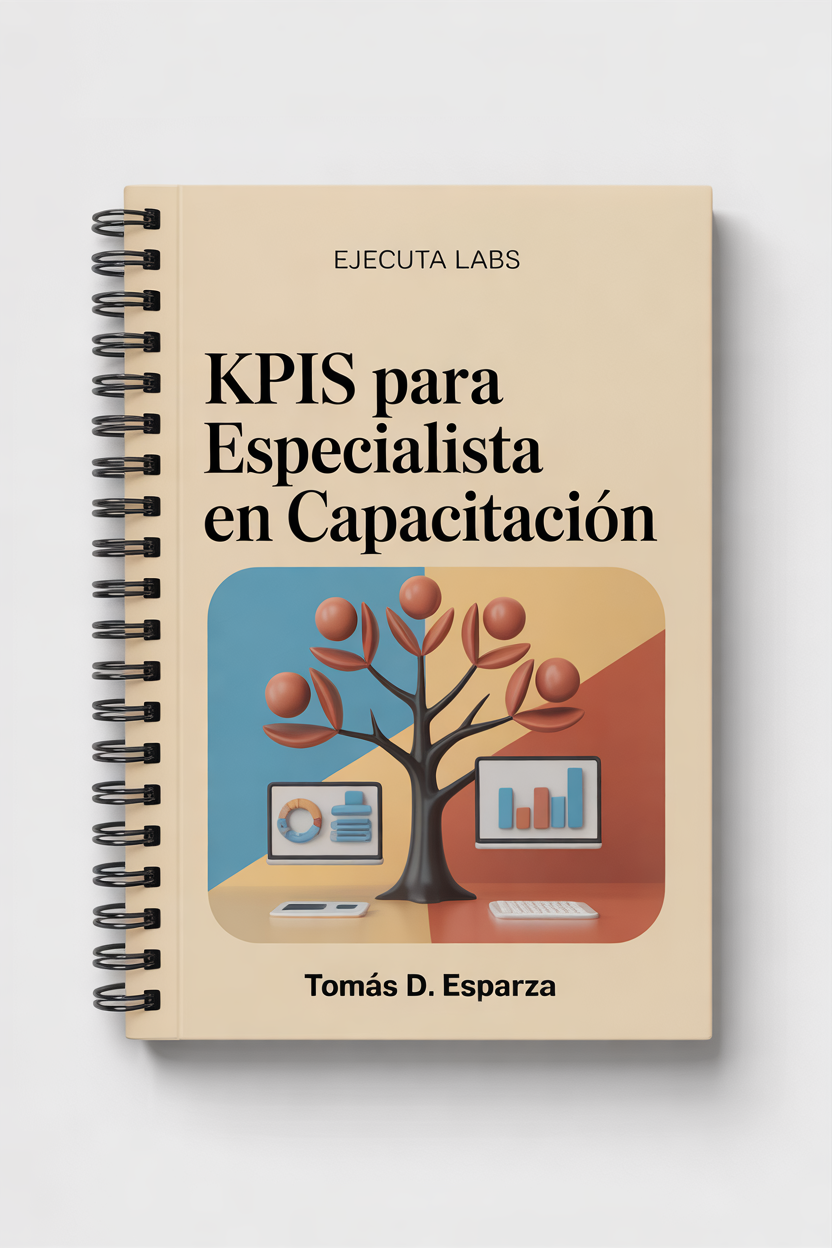 EJECUTA LABS
KPIS para
Especialista
en Capacitación
Tomás D. Esparza